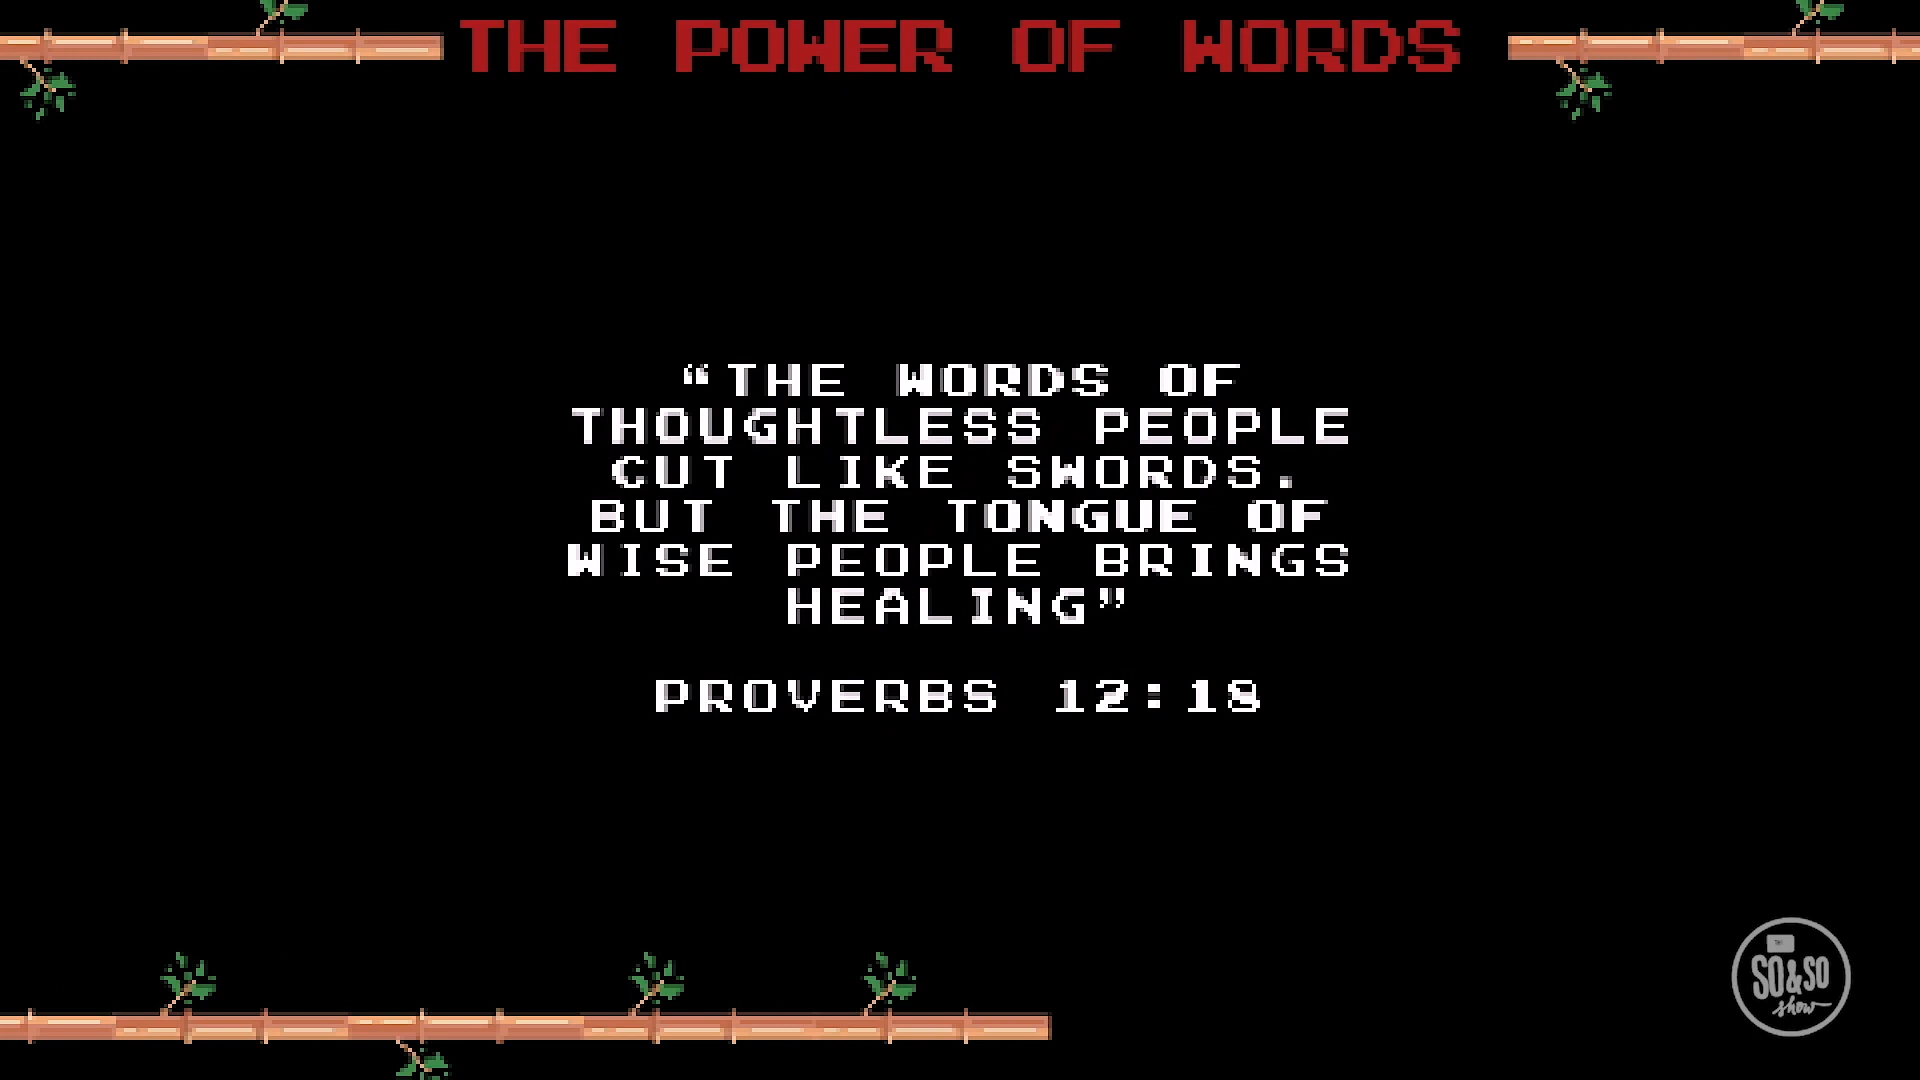 THE POWER OF WORDS
“THE WORDS OF
THOUGHTLESS PEOPLE
CUT LIKE SWORDS.
BUT THE TONGUE OF
WISE PEOPLE BRINGS
HEALING”
PROVERBS 12:18
SO&SO
show